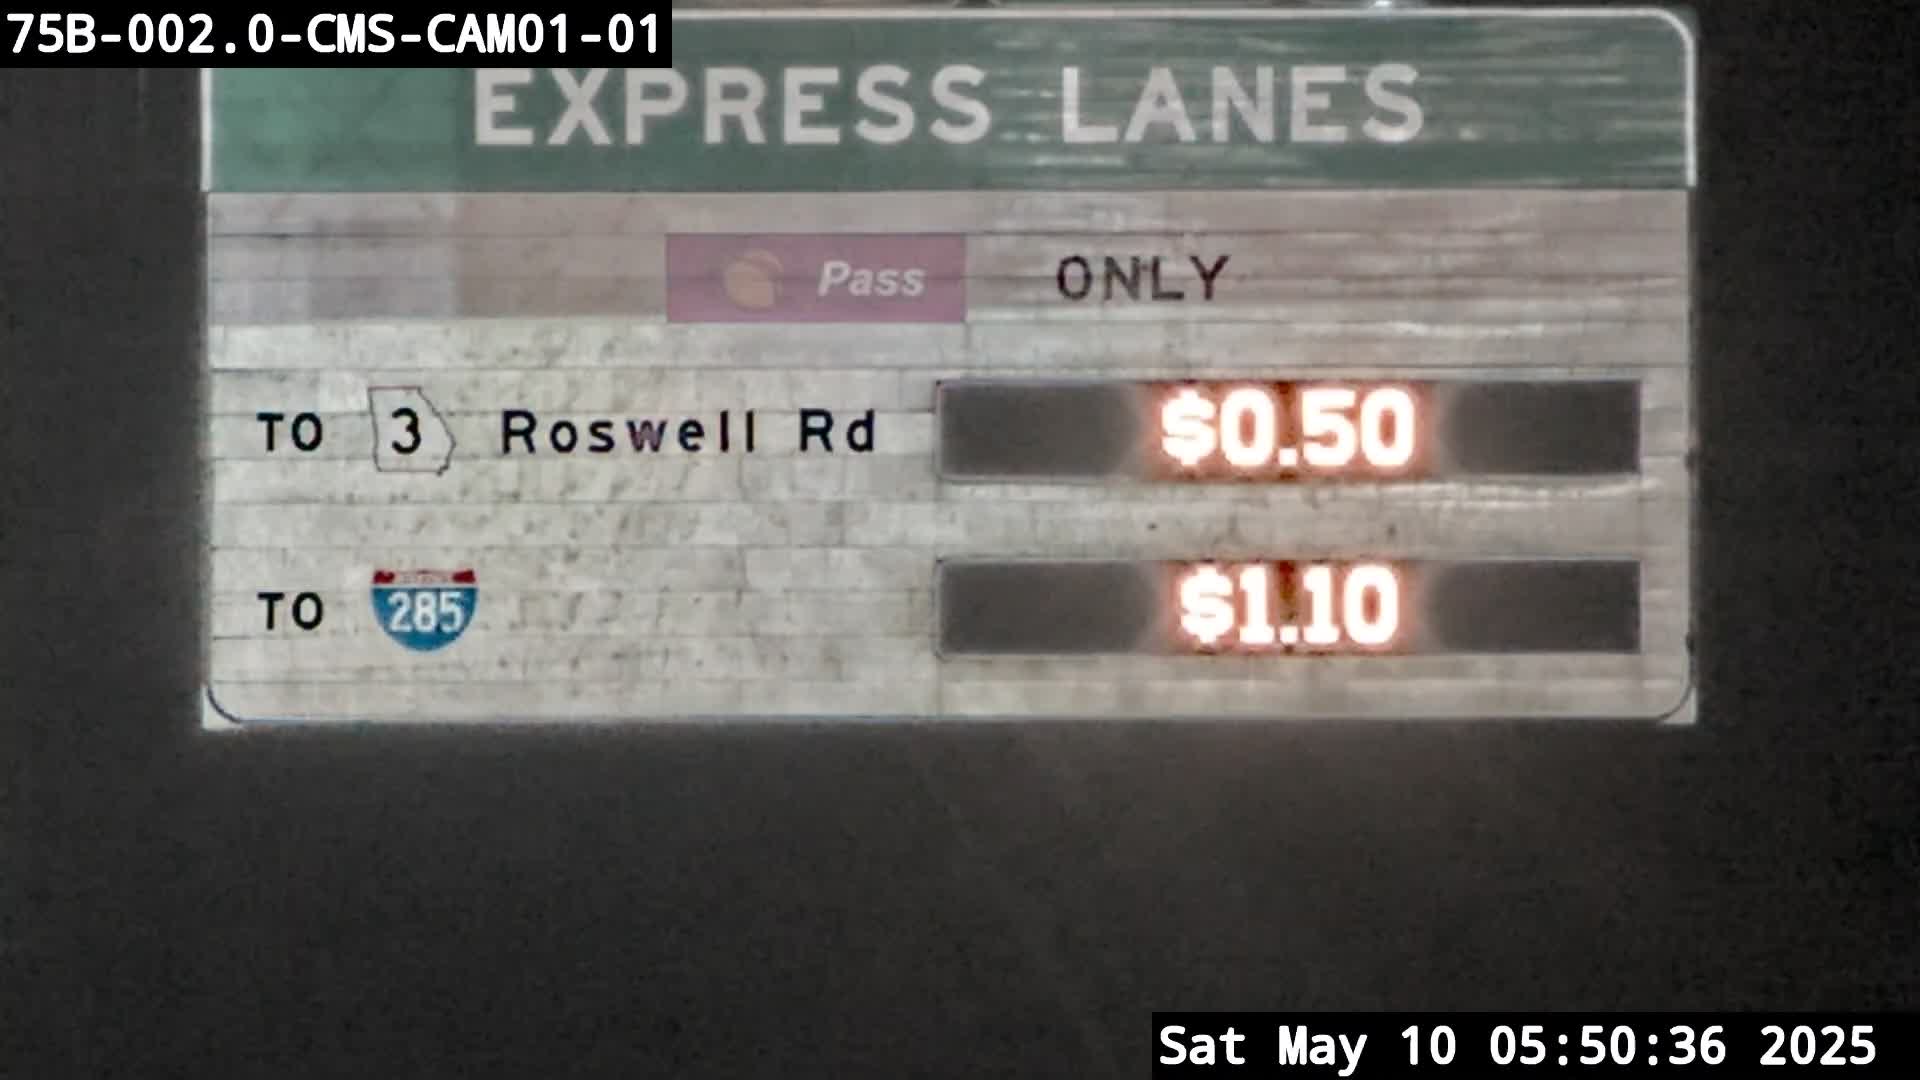 75B-002.0-CMS-CAM01-01
EXPRESS LANES
Pass ONLY
TO 3 Roswell Rd $0.50
TO 285 $1.10
Sat May 10 05:50:36 2025